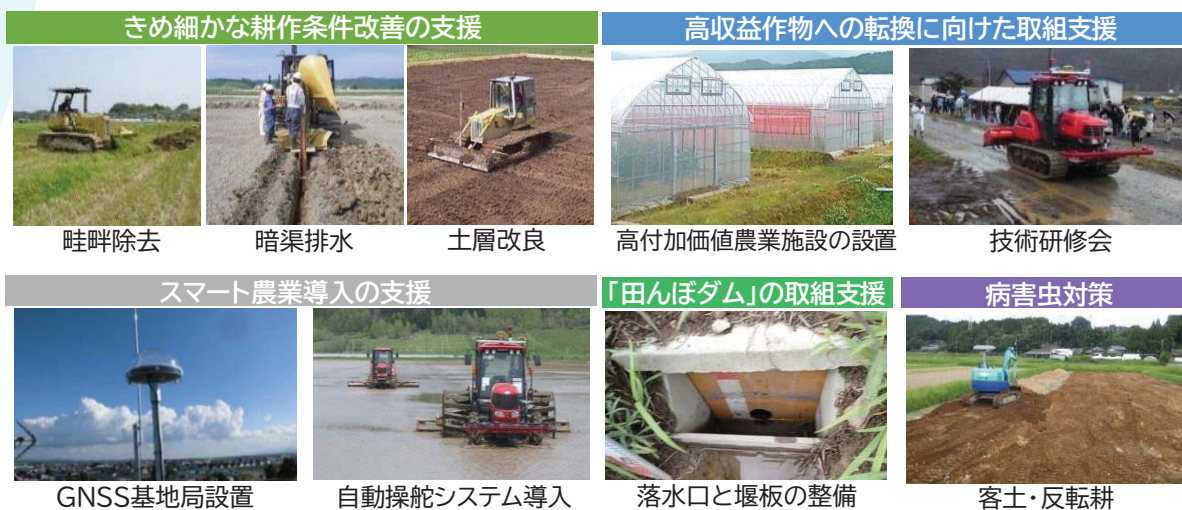 きめ細かな耕作条件改善の支援
高収益作物への転換に向けた取組支援
畦畔除去
暗渠排水
土層改良
高付加価値農業施設の設置
技術研修会
スマート農業導入の支援
「田んぼダム」の取組支援
病害虫対策
GNSS基地局設置
自動操舵システム導入
落水口と堰板の整備
客土・反転耕